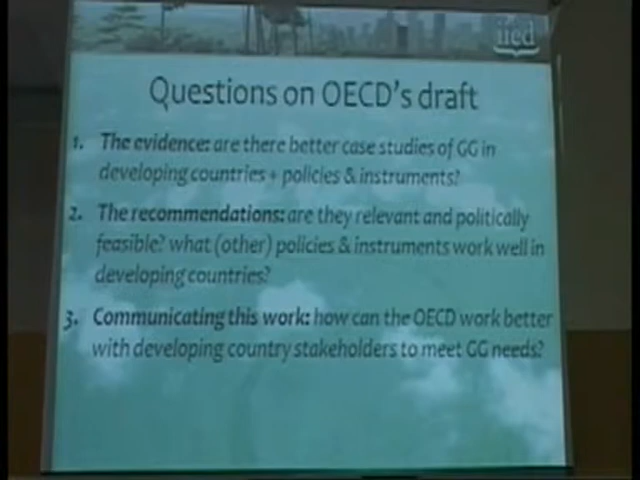 iied
Questions on OECD's draft
1. The evidence: are there better case studies of GG in
developing countries + policies & instruments?
2. The recommendations: are they relevant and politically
feasible? what (other) policies & instruments work well in
developing countries?
3. Communicating this work: how can the OECD work better
with developing country stakeholders to meet GG needs?